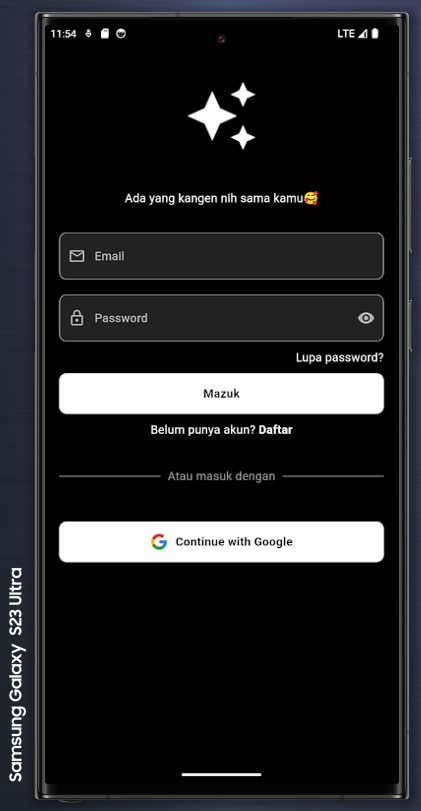 11:54
LTE
Ada yang kangen nih sama kamu🥰
Email
Password
Lupa password?
Mazuk
Belum punya akun? Daftar
Atau masuk dengan
Continue with Google
Samsung Galaxy S23 Ultra